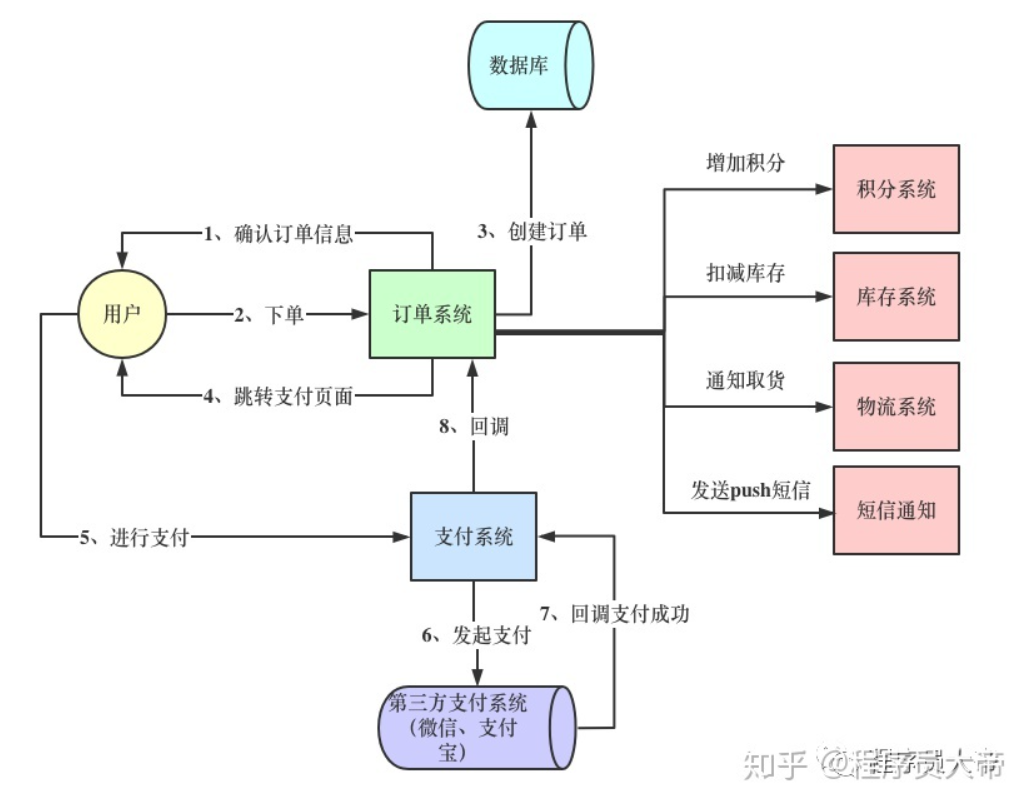 数据库
增加积分
积分系统
1、确认订单信息
3、创建订单
扣减库存
库存系统
用户
2、下单
订单系统
通知取货
物流系统
4、跳转支付页面
8、回调
发送push短信
短信通知
5、进行支付
支付系统
7、回调支付成功
6、发起支付
第三方支付系统
（微信、支付
宝）
知乎 @程序员大帝
程序员大帝